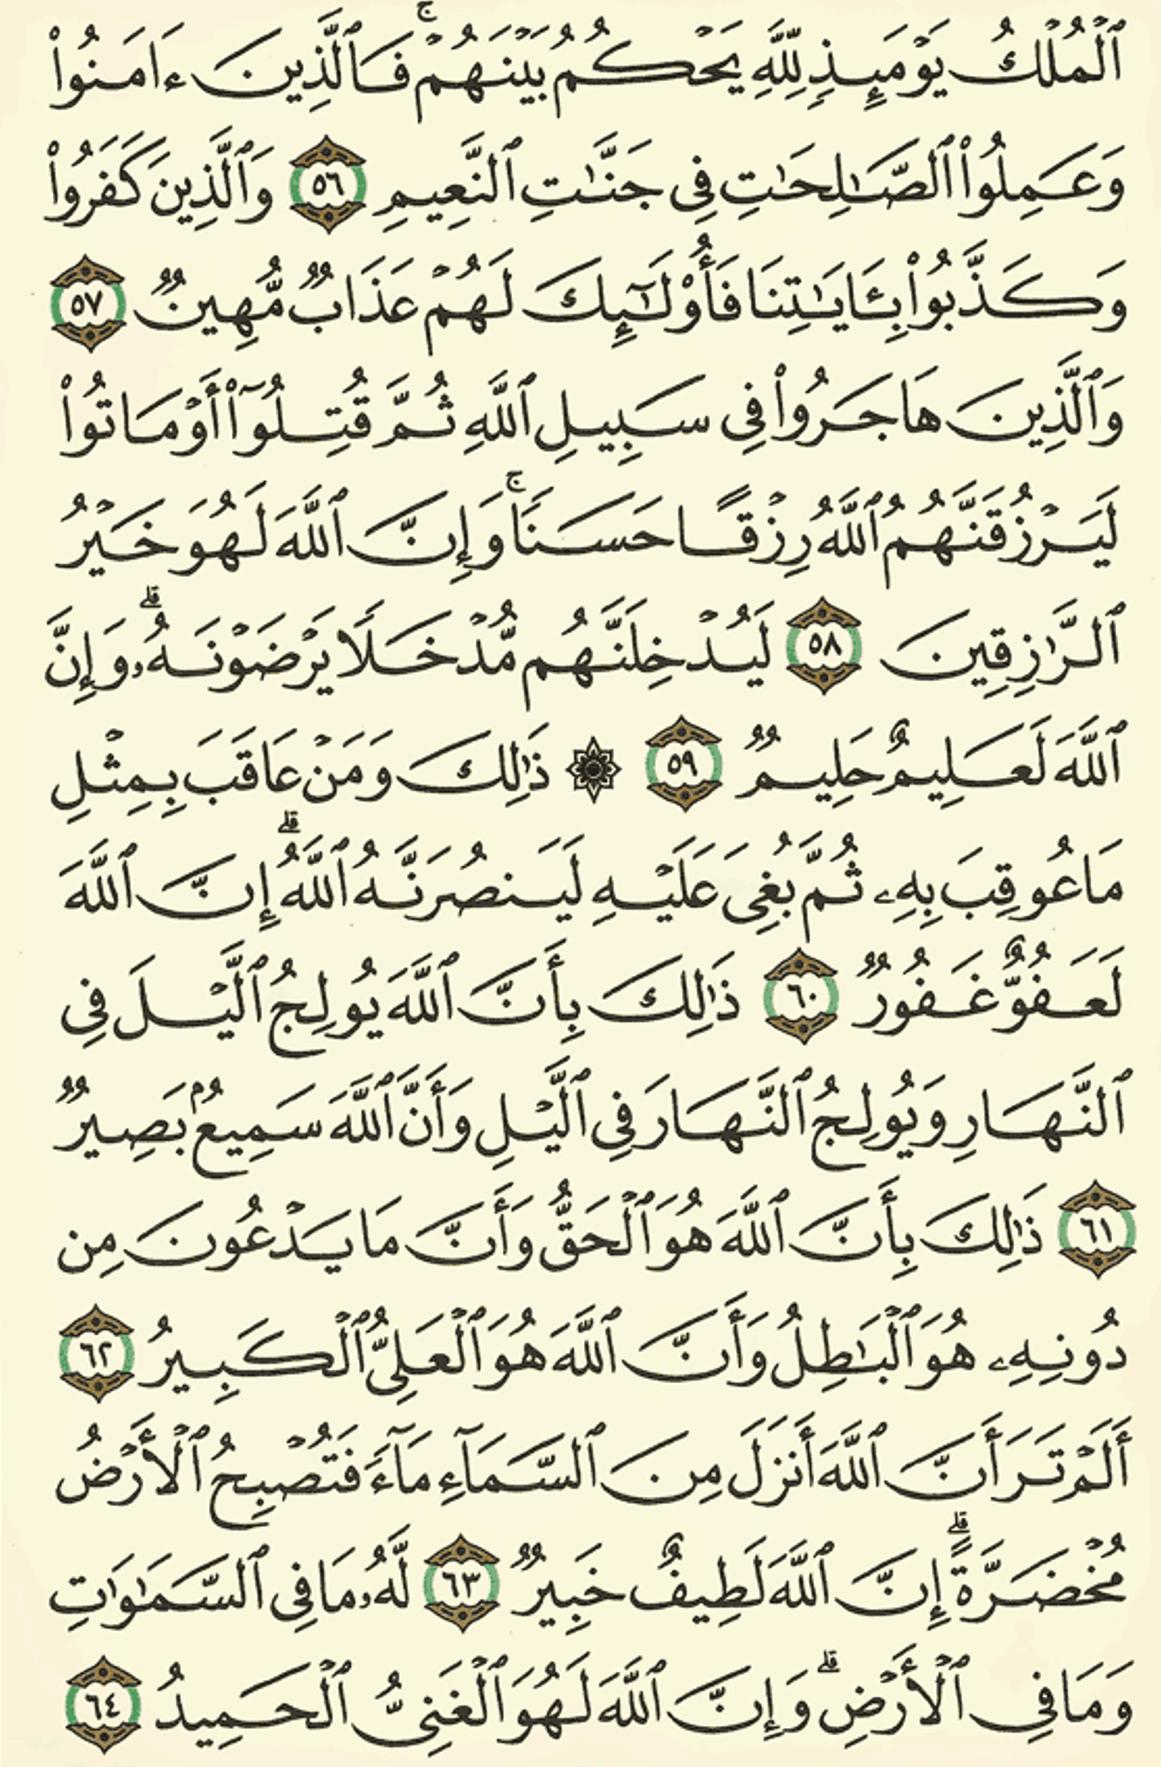 ٱلْمُلْكُ يَوْمَئِذٍ لِّلَّهِ يَحْكُمُ بَيْنَهُمْ ۚ فَٱلَّذِينَ ءَامَنُوا۟
وَعَمِلُوا۟ ٱلصَّـٰلِحَـٰتِ فِى جَنَّـٰتِ ٱلنَّعِيمِ ٥٦ وَٱلَّذِينَ كَفَرُوا۟
وَكَذَّبُوا۟ بِـَٔايَـٰتِنَا فَأُو۟لَـٰٓئِكَ لَهُمْ عَذَابٌ مُّهِينٌ ٥٧
وَٱلَّذِينَ هَاجَرُوا۟ فِى سَبِيلِ ٱللَّهِ ثُمَّ قُتِلُوٓا۟ أَوْ مَاتُوا۟
لَيَرْزُقَنَّهُمُ ٱللَّهُ رِزْقًا حَسَنًا ۚ وَإِنَّ ٱللَّهَ لَهُوَ خَيْرُ
ٱلرَّٰزِقِينَ ٥٨ لَيُدْخِلَنَّهُم مُّدْخَلًا يَرْضَوْنَهُۥ ۗ وَإِنَّ
ٱللَّهَ لَعَلِيمٌ حَلِيمٌ ٥٩ ۞ ذَٰلِكَ وَمَنْ عَاقَبَ بِمِثْلِ
مَا عُوقِبَ بِهِۦ ثُمَّ بُغِىَ عَلَيْهِ لَيَنصُرَنَّهُ ٱللَّهُ ۗ إِنَّ ٱللَّهَ
لَعَفُوٌّ غَفُورٌ ٦٠ ذَٰلِكَ بِأَنَّ ٱللَّهَ يُولِجُ ٱلَّيْلَ فِى
ٱلنَّهَارِ وَيُولِجُ ٱلنَّهَارَ فِى ٱلَّيْلِ وَأَنَّ ٱللَّهَ سَمِيعٌۢ بَصِيرٌ
٦١ ذَٰلِكَ بِأَنَّ ٱللَّهَ هُوَ ٱلْحَقُّ وَأَنَّ مَا يَدْعُونَ مِن
دُونِهِۦ هُوَ ٱلْبَـٰطِلُ وَأَنَّ ٱللَّهَ هُوَ ٱلْعَلِىُّ ٱلْكَبِيرُ ٦٢
أَلَمْ تَرَ أَنَّ ٱللَّهَ أَنزَلَ مِنَ ٱلسَّمَآءِ مَآءً فَتُصْبِحُ ٱلْأَرْضُ
مُخْضَرَّةً ۗ إِنَّ ٱللَّهَ لَطِيفٌ خَبِيرٌ ٦٣ لَّهُۥ مَا فِى ٱلسَّمَـٰوَٰتِ
وَمَا فِى ٱلْأَرْضِ ۗ وَإِنَّ ٱللَّهَ لَهُوَ ٱلْغَنِىُّ ٱلْحَمِيدُ ٦٤